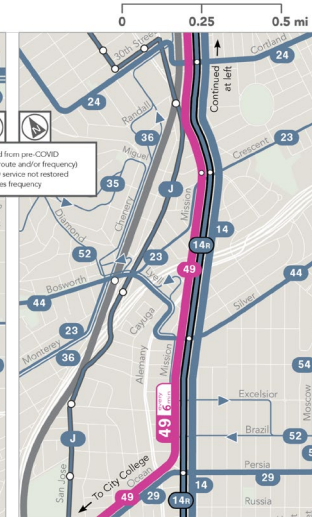 0 0.25 0.5 mi
30th Street
Cortland
24
Continued
at left
24
Randall
36
23
Crescent
Miguel
d from pre-COVID
route and/or frequency)
service not restored
es frequency
35
J
Chenery
Mission
Diamond
14
52
23
14R
49
Lyell
44
Bosworth
44
Silver
Cayuga
23
Monterey
36
Alemany
Mission
54
Excelsior
Moscow
49
6
J
Brazil
52
Persia
29
To City College
Ocean
San Jose
49
29
14R
14
Russia